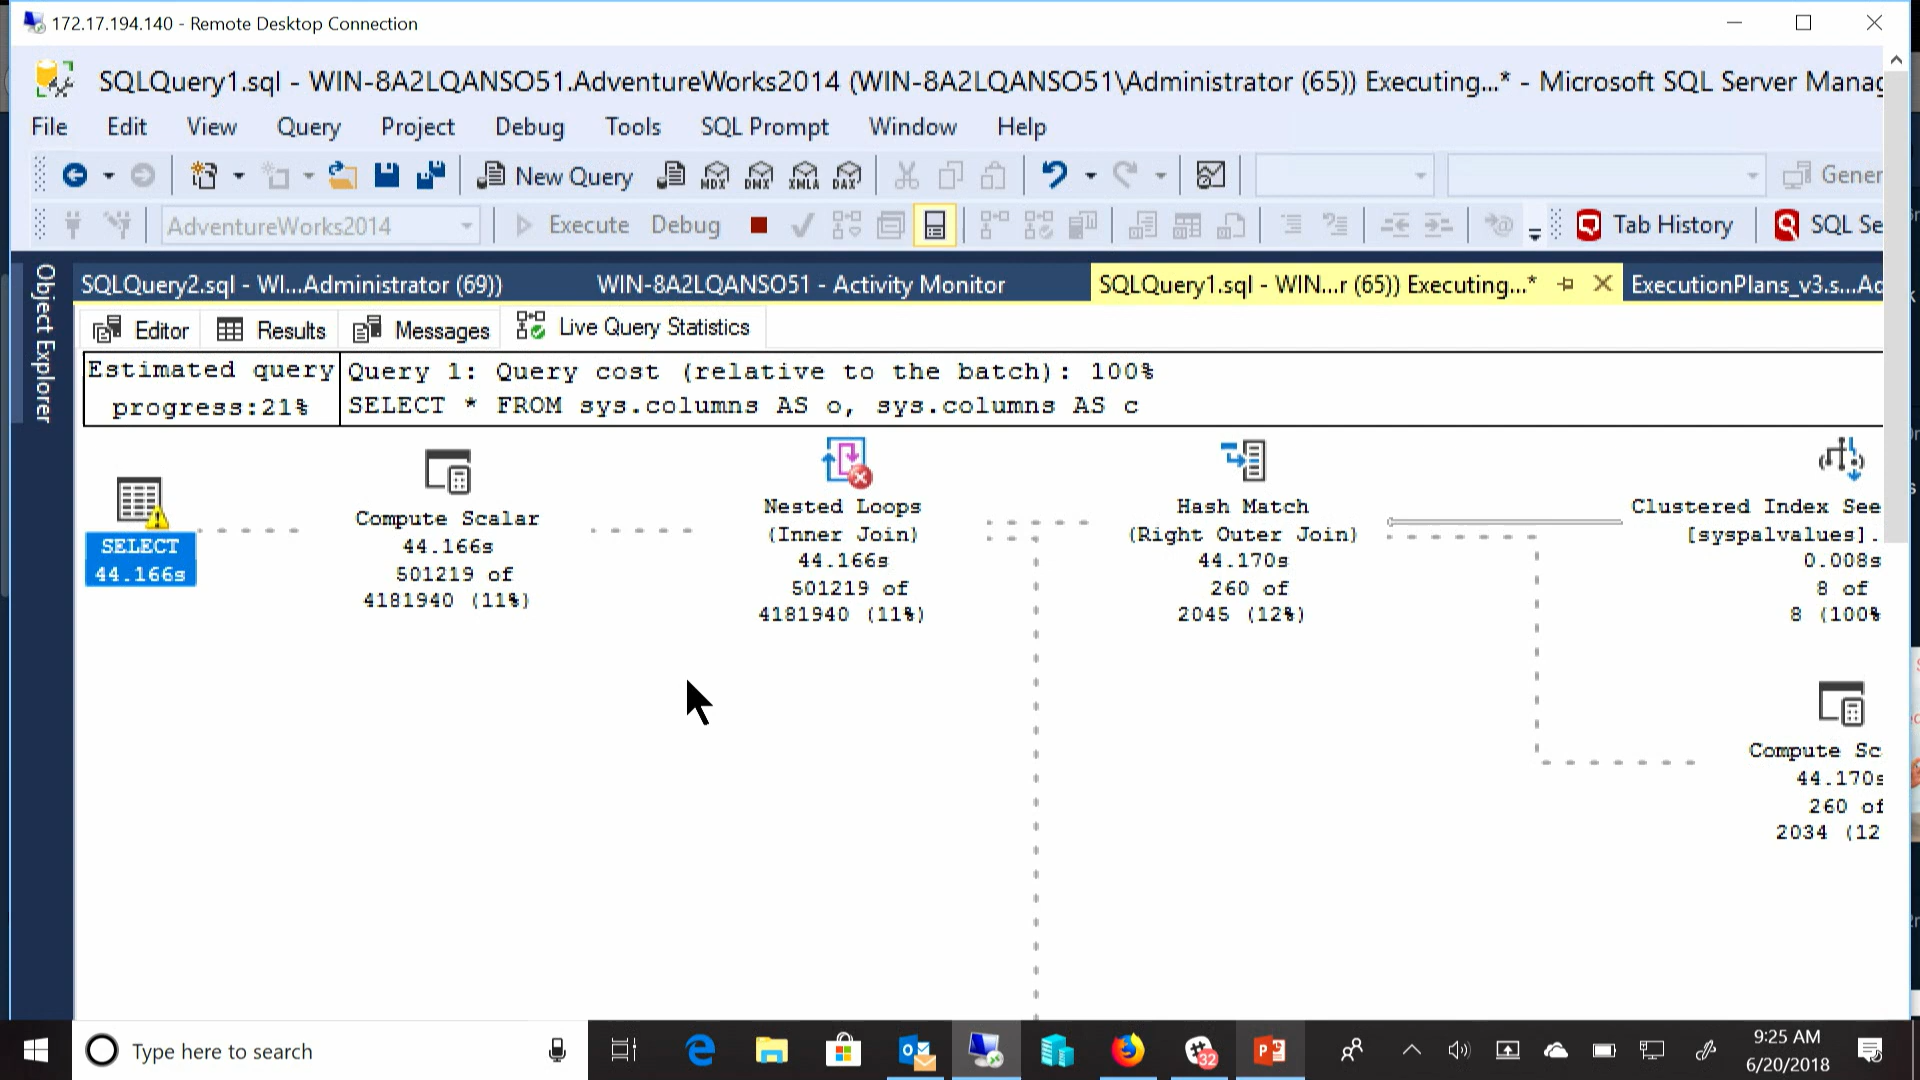 172.17.194.140 - Remote Desktop Connection
SQLQuery1.sql - WIN-8A2LQANSO51.AdventureWorks2014 (WIN-8A2LQANSO51\Administrator (65)) Executing...* - Microsoft SQL Server Manag
File Edit View Query Project Debug Tools SQL Prompt Window Help
New Query MDX DMX XMLA DAX Gener
AdventureWorks2014 Execute Debug Tab History SQL Se
Object Explorer
SQLQuery2.sql - WI...Administrator (69)) WIN-8A2LQANSO51 - Activity Monitor SQLQuery1.sql - WIN...r (65)) Executing...* ExecutionPlans_v3.s...Ad
Editor Results Messages Live Query Statistics
Estimated query progress:21%
Query 1: Query cost (relative to the batch): 100%
SELECT * FROM sys.columns AS o, sys.columns AS c
SELECT
44.166s
Compute Scalar
44.166s
501219 of
4181940 (11%)
Nested Loops
(Inner Join)
44.166s
501219 of
4181940 (11%)
Hash Match
(Right Outer Join)
44.170s
260 of
2045 (12%)
Clustered Index See
[syspalvalues].
0.008s
8 of
8 (100%
Compute Sc
44.170s
260 of
2034 (12
Type here to search
32
9:25 AM
6/20/2018